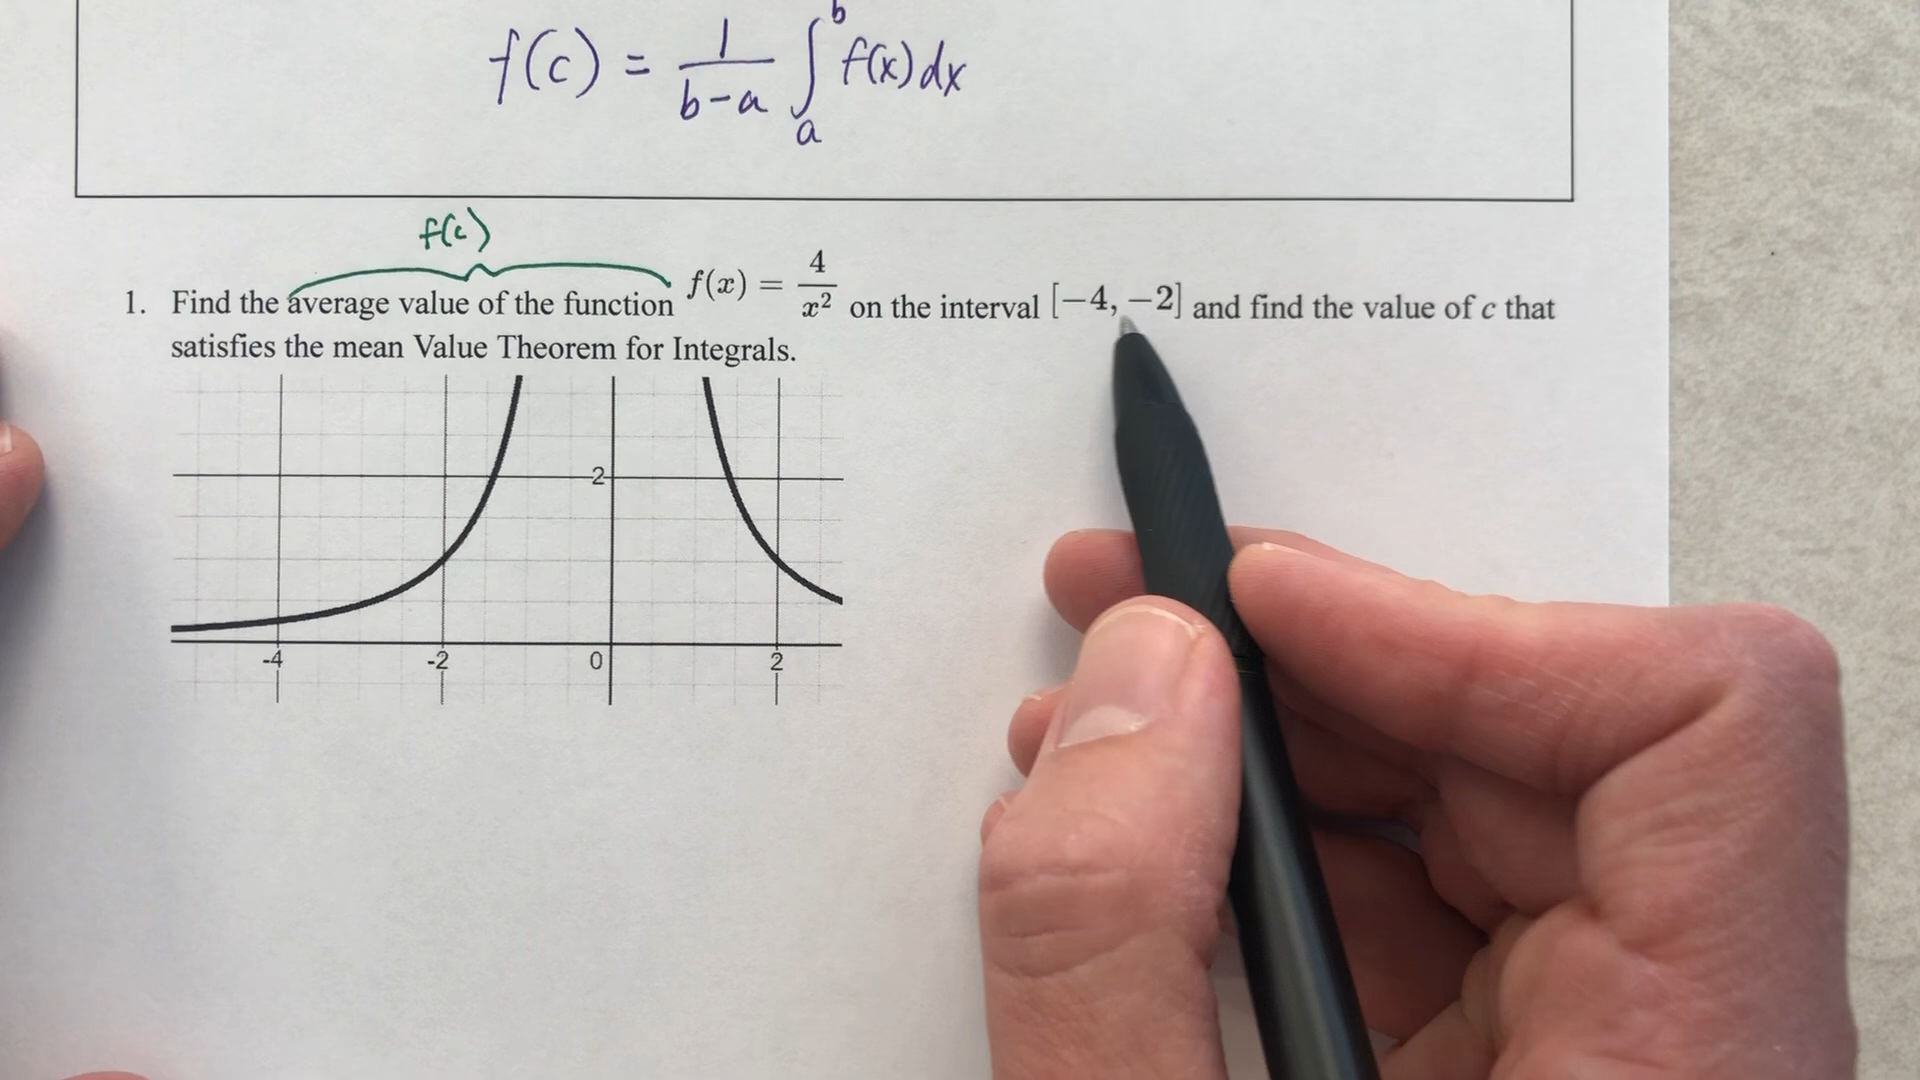 f(c) = 1/(b-a) ∫_a^b f(x) dx
f(c)
1. Find the average value of the function f(x) = 4/x² on the interval [−4, −2] and find the value of c that
satisfies the mean Value Theorem for Integrals.
2
-4 -2 0 2